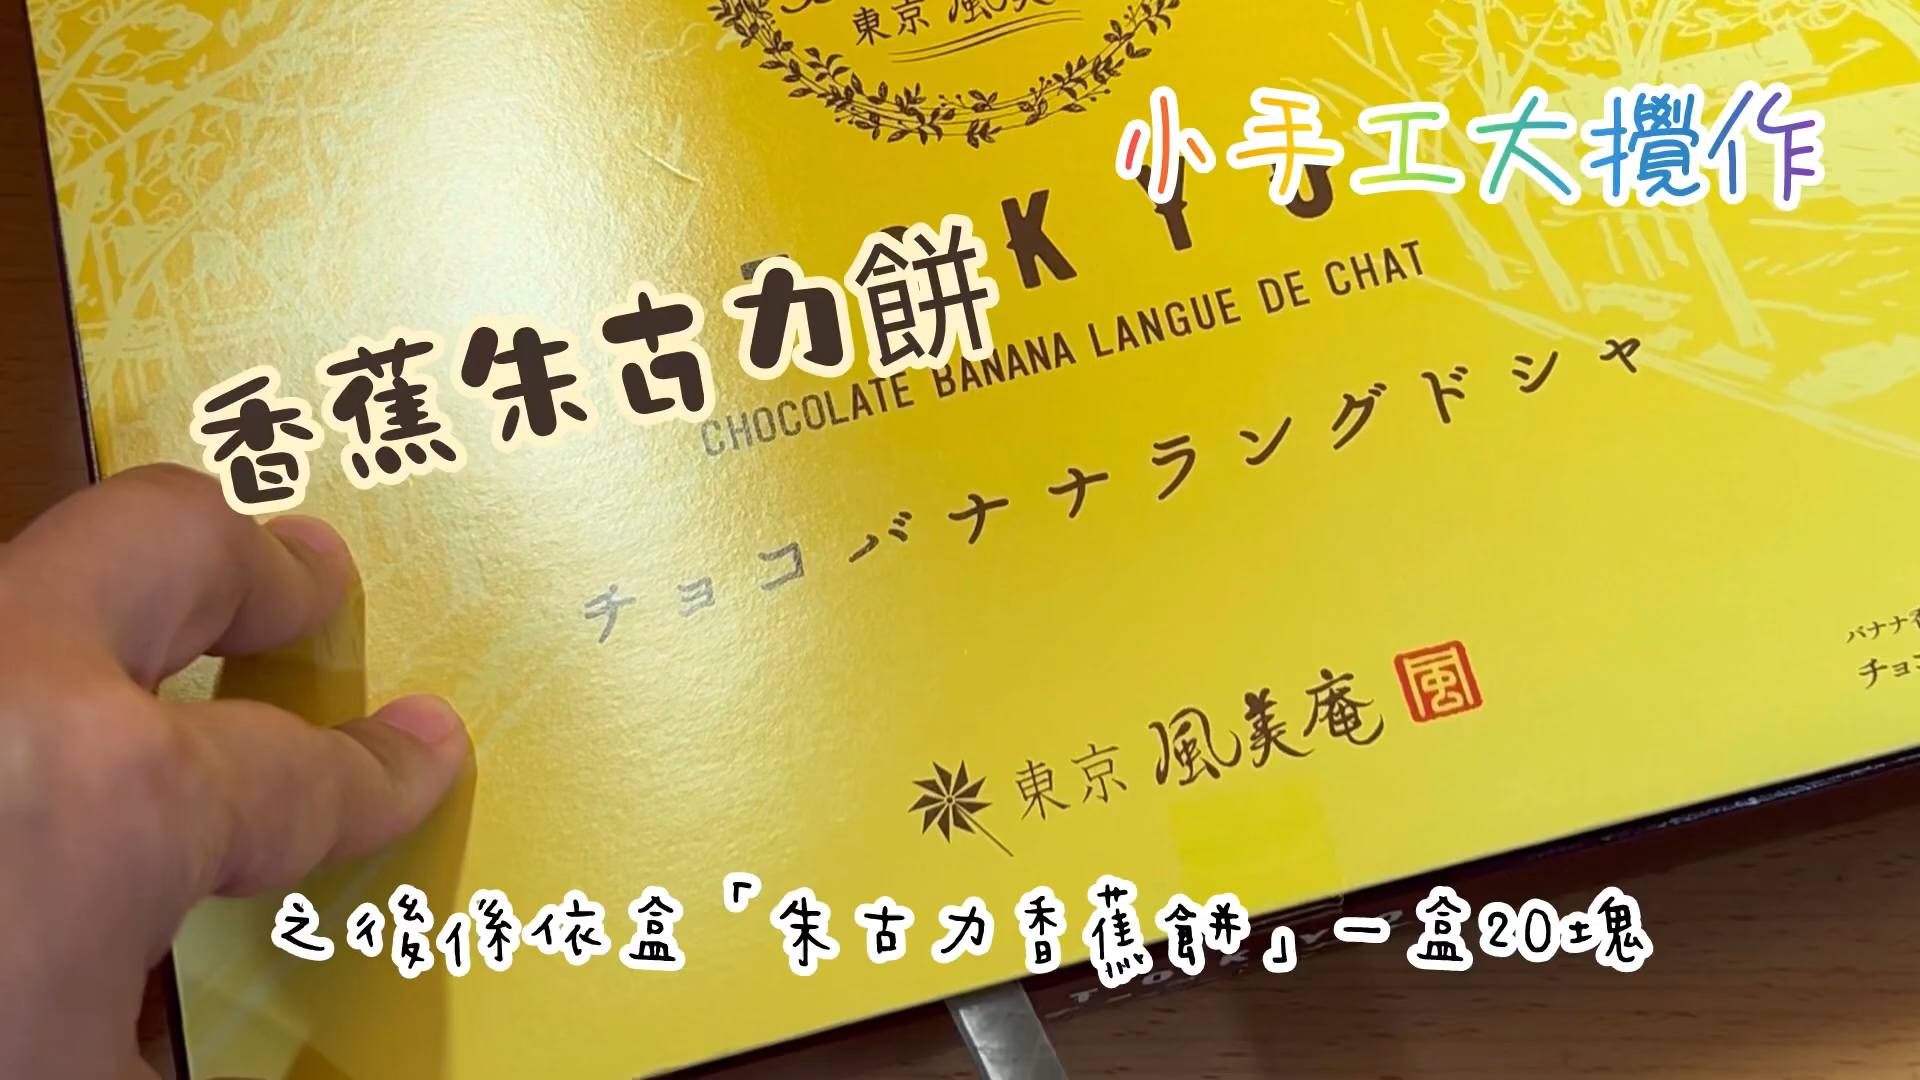 東京 風美
小手工大攪作
TOKYO
香蕉朱古力餅
CHOCOLATE BANANA LANGUE DE CHAT
チョコバナナラングドシャ
バナナ香
チョコ
東京 風美庵 風
之後係依盒「朱古力香蕉餅」一盒20塊